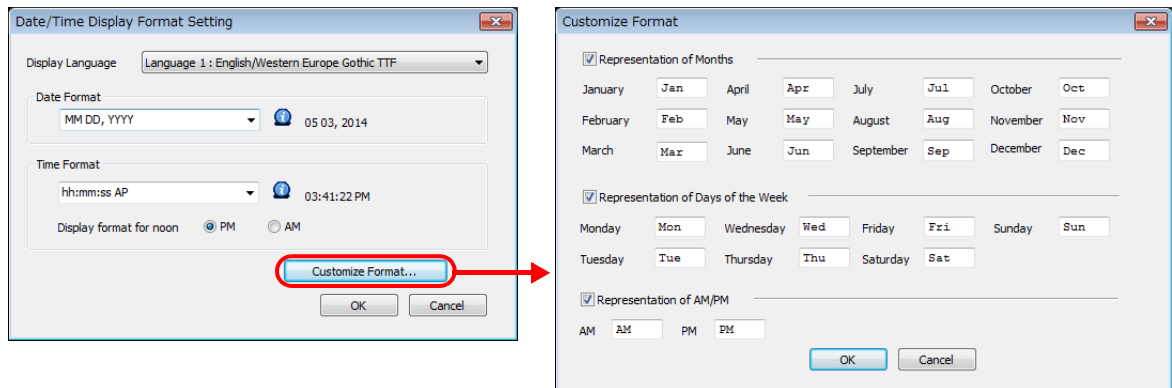 Date/Time Display Format Setting
Display Language Language 1 : English/Western Europe Gothic TTF
Date Format
MM DD, YYYY 05 03, 2014
Time Format
hh:mm:ss AP 03:41:22 PM
Display format for noon PM AM
Customize Format...
OK Cancel
Customize Format
Representation of Months
January Jan April Apr July Jul October Oct
February Feb May May August Aug November Nov
March Mar June Jun September Sep December Dec
Representation of Days of the Week
Monday Mon Wednesday Wed Friday Fri Sunday Sun
Tuesday Tue Thursday Thu Saturday Sat
Representation of AM/PM
AM AM PM PM
OK Cancel